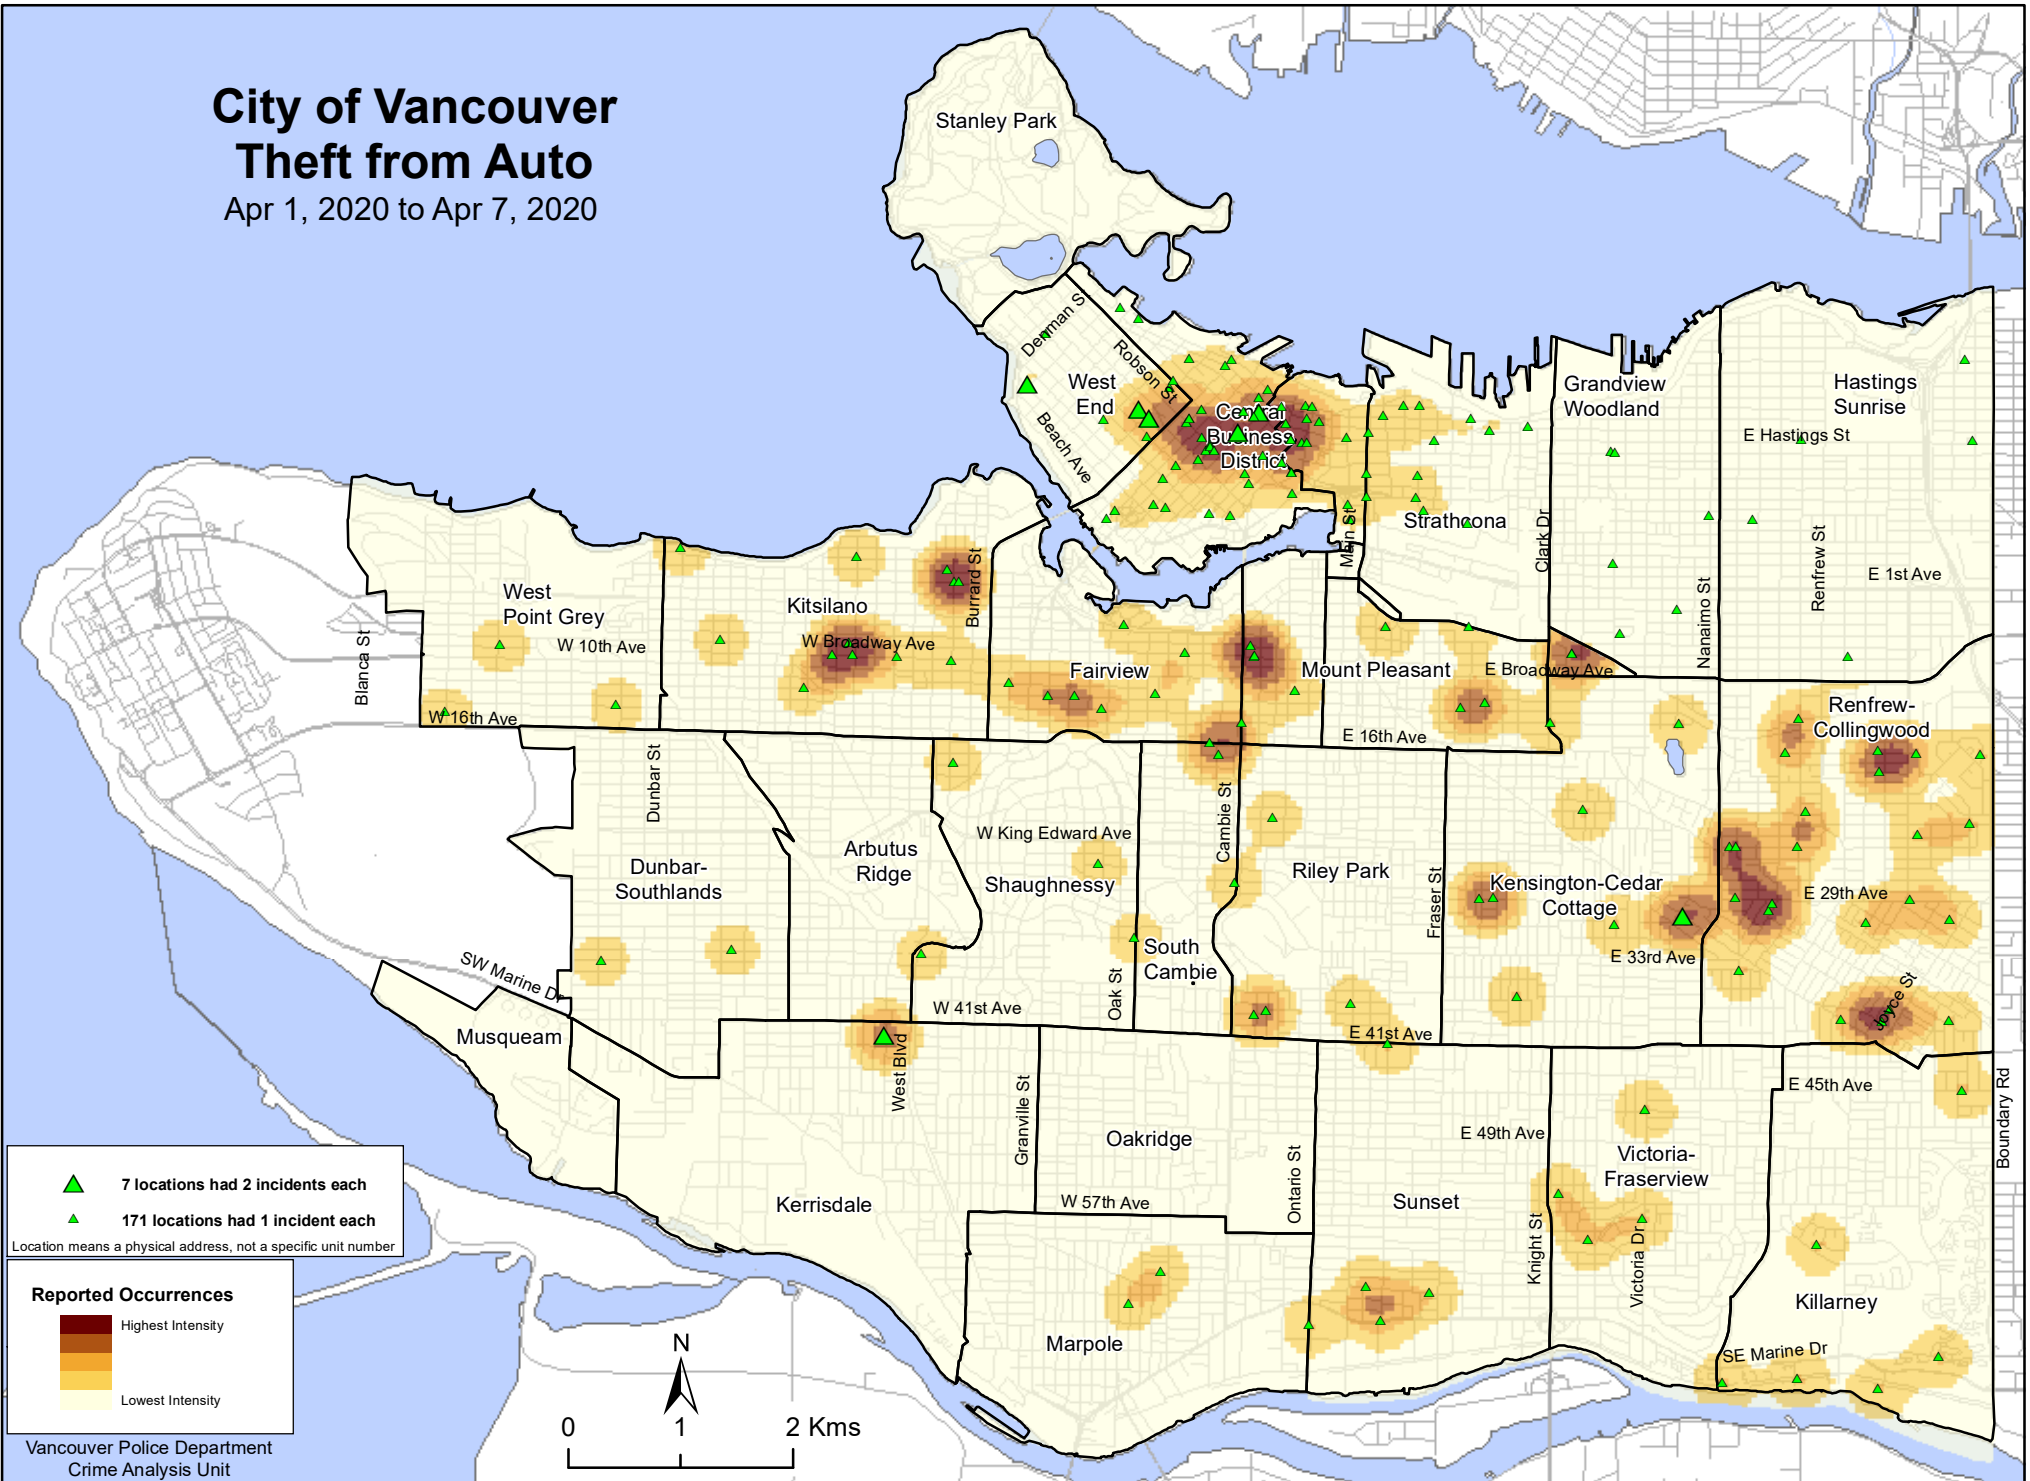 City of Vancouver
Theft from Auto
Apr 1, 2020 to Apr 7, 2020
Stanley Park
Denman S
Robson St
West
End
Beach Ave
Central
Business
District
Grandview
Woodland
Hastings
Sunrise
E Hastings St
Strathcona
Main St
Clark Dr
Nanaimo St
Renfrew St
E 1st Ave
West
Point Grey
W 10th Ave
Blanca St
W 16th Ave
Kitsilano
W Broadway Ave
Burrard St
Fairview
Mount Pleasant
E Broadway Ave
E 16th Ave
Renfrew-
Collingwood
Dunbar St
Dunbar-
Southlands
Arbutus
Ridge
W King Edward Ave
Shaughnessy
Cambie St
Riley Park
Fraser St
Kensington-Cedar
Cottage
E 29th Ave
E 33rd Ave
South
Cambie
Oak St
W 41st Ave
E 41st Ave
Joyce St
SW Marine Dr
Musqueam
West Blvd
Granville St
Oakridge
W 57th Ave
Ontario St
E 49th Ave
E 45th Ave
Boundary Rd
Victoria-
Fraserview
Sunset
Kerrisdale
Knight St
Victoria Dr
Killarney
SE Marine Dr
Marpole
7 locations had 2 incidents each
171 locations had 1 incident each
Location means a physical address, not a specific unit number
Reported Occurrences
Highest Intensity
Lowest Intensity
Vancouver Police Department
Crime Analysis Unit
N
0 1 2 Kms